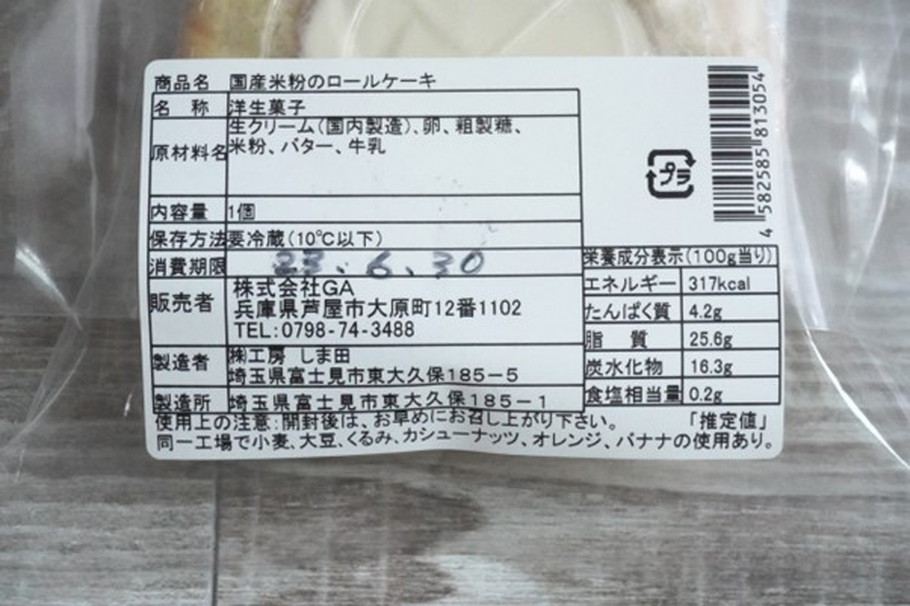 商品名 国産米粉のロールケーキ
名 称 洋生菓子
原材料名 生クリーム(国内製造)、卵、粗製糖、
米粉、バター、牛乳
内容量 1個
保存方法 要冷蔵(10℃以下)
消費期限 23.6.30
販売者 株式会社GA
兵庫県芦屋市大原町12番1102
TEL:0798-74-3488
製造者 ㈱工房 しま田
埼玉県富士見市東大久保185-5
製造所 埼玉県富士見市東大久保185-1
プラ
4 582585 813054
栄養成分表示(100g当り)
エネルギー 317kcal
たんぱく質 4.2g
脂 質 25.6g
炭水化物 16.3g
食塩相当量 0.2g
使用上の注意:開封後は、お早めにお召し上がり下さい。 「推定値」
同一工場で小麦、大豆、くるみ、カシューナッツ、オレンジ、バナナの使用あり。